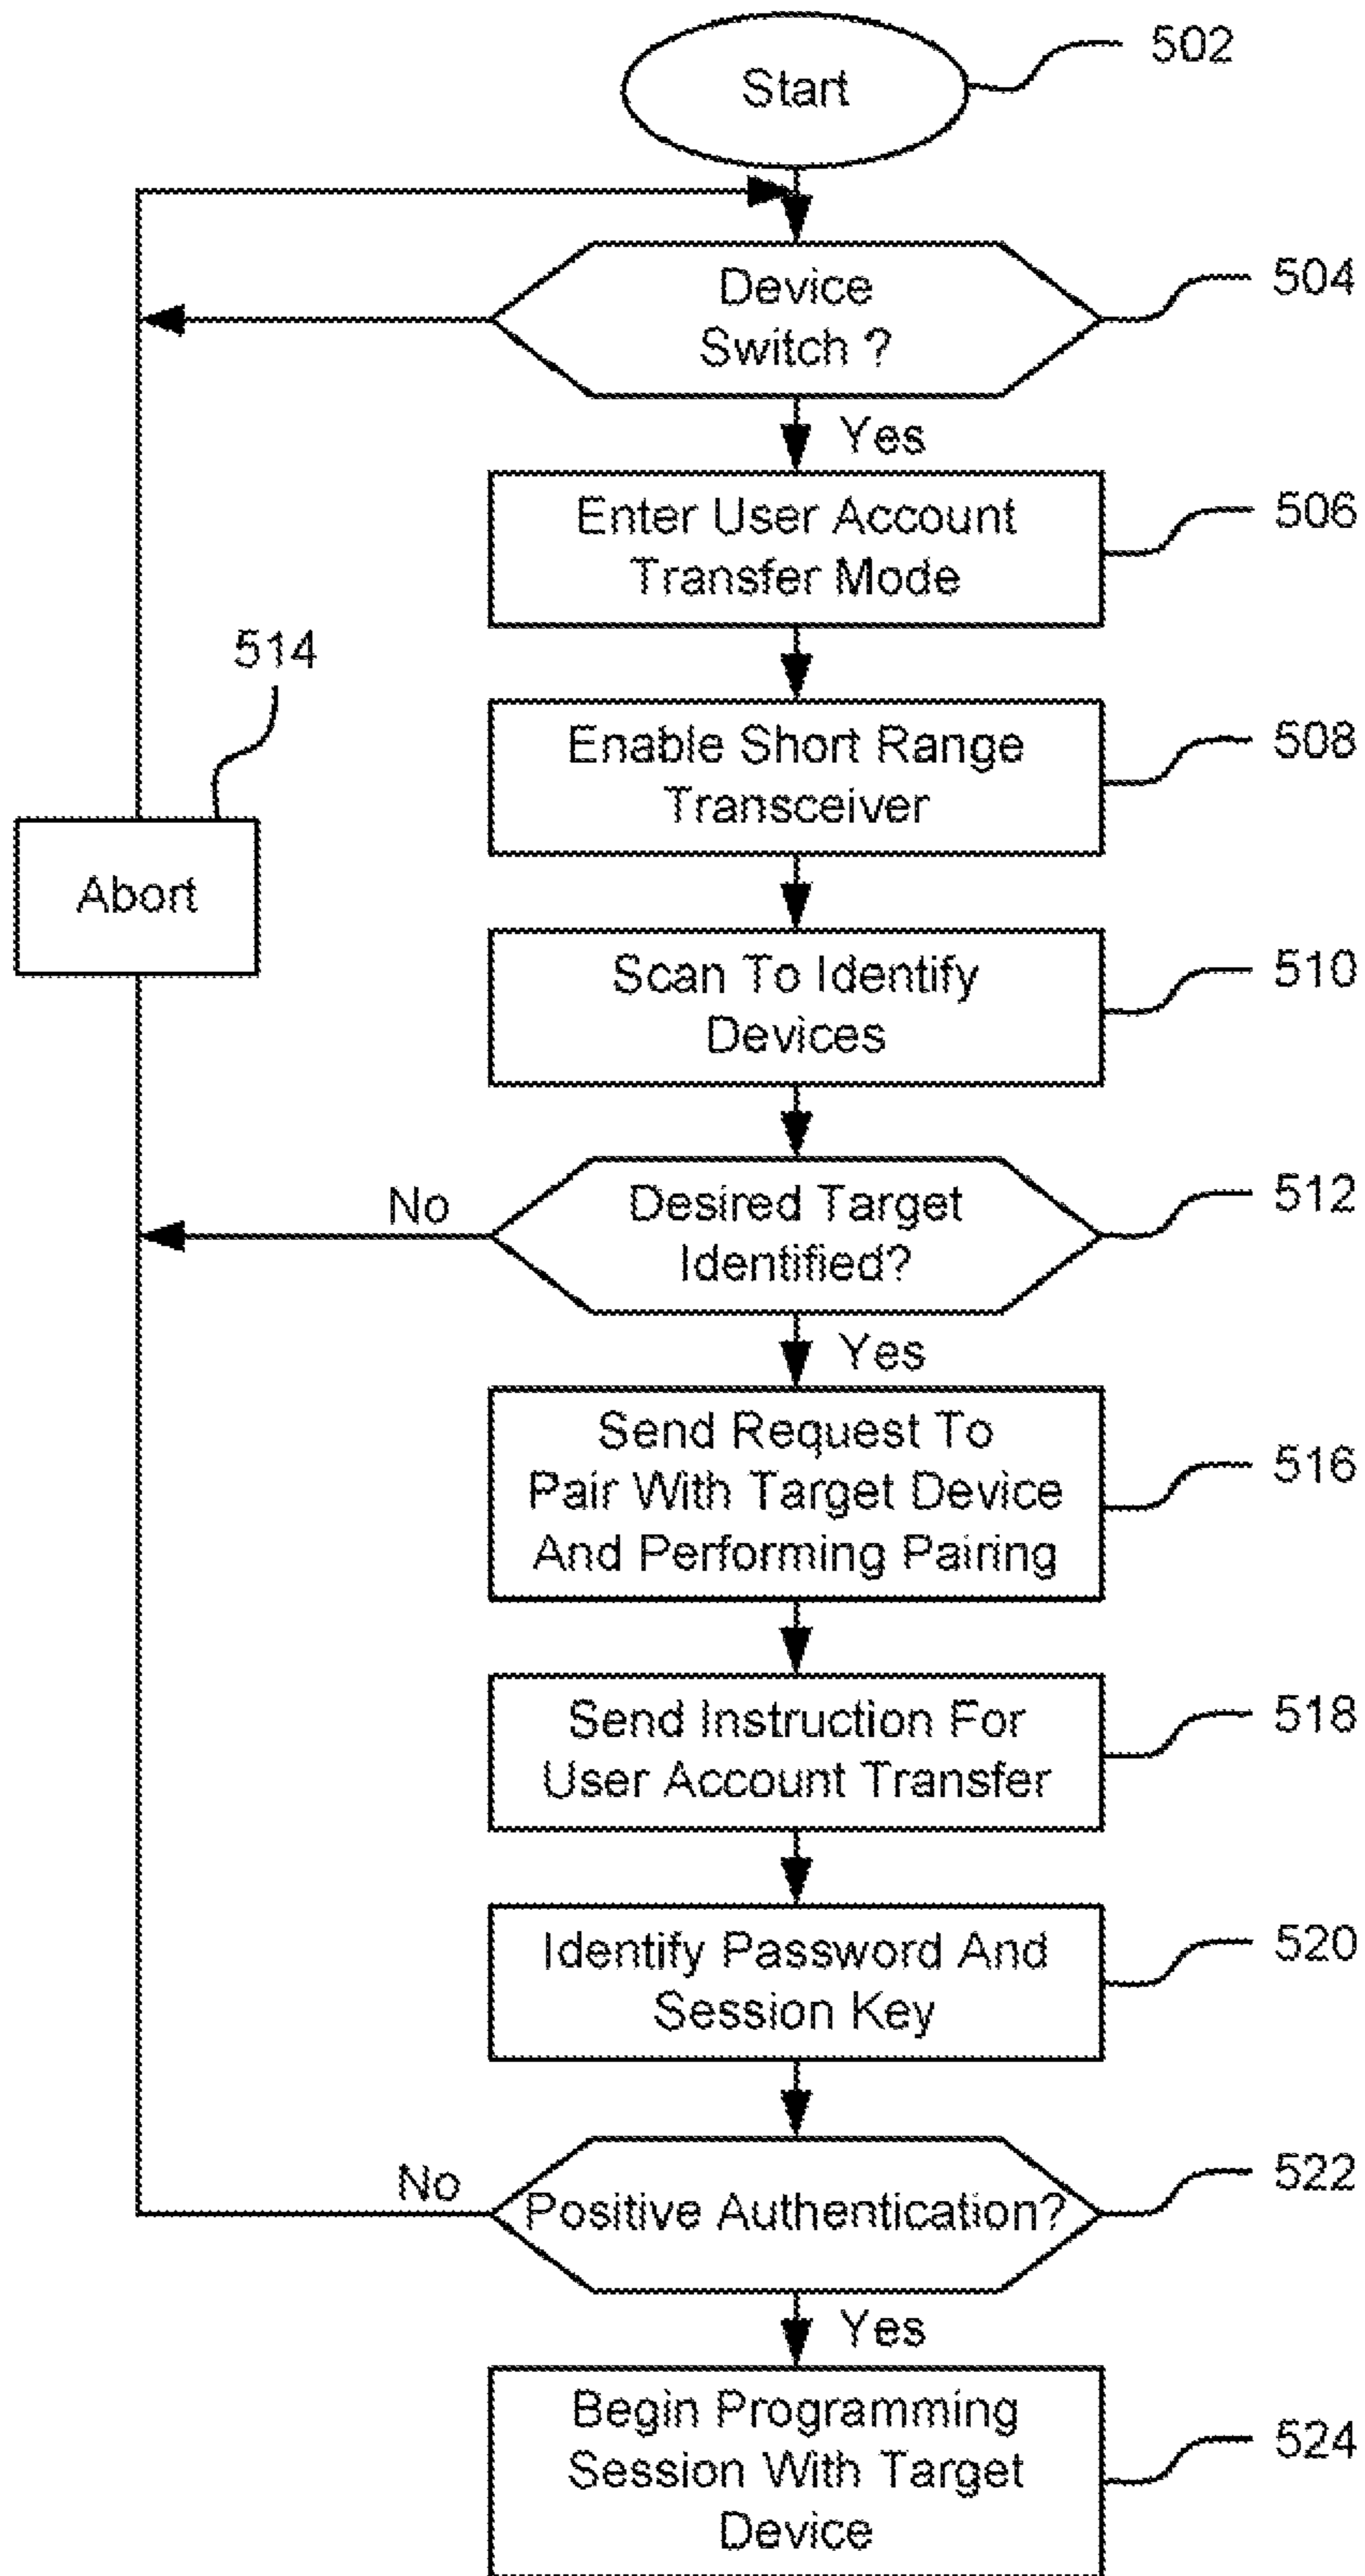 502
Start
504
Device
Switch ?
Yes
506
Enter User Account
Transfer Mode
514
508
Enable Short Range
Transceiver
Abort
510
Scan To Identify
Devices
512
No
Desired Target
Identified?
Yes
516
Send Request To
Pair With Target Device
And Performing Pairing
518
Send Instruction For
User Account Transfer
520
Identify Password And
Session Key
522
No
Positive Authentication?
Yes
524
Begin Programming
Session With Target
Device